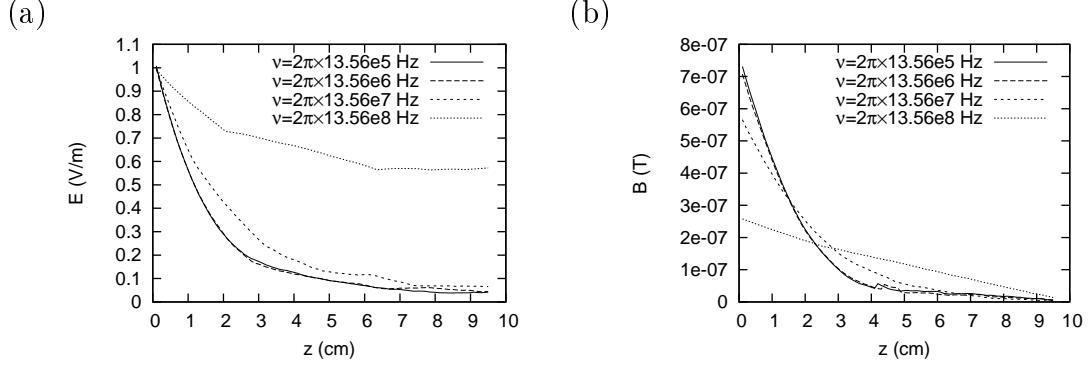 (a)
1.1
1
0.9
0.8
0.7
0.6
0.5
0.4
0.3
0.2
0.1
0
E (V/m)
ν=2π×13.56e5 Hz
ν=2π×13.56e6 Hz
ν=2π×13.56e7 Hz
ν=2π×13.56e8 Hz
0 1 2 3 4 5 6 7 8 9 10
z (cm)
(b)
8e-07
7e-07
6e-07
5e-07
4e-07
3e-07
2e-07
1e-07
0
B (T)
ν=2π×13.56e5 Hz
ν=2π×13.56e6 Hz
ν=2π×13.56e7 Hz
ν=2π×13.56e8 Hz
0 1 2 3 4 5 6 7 8 9 10
z (cm)